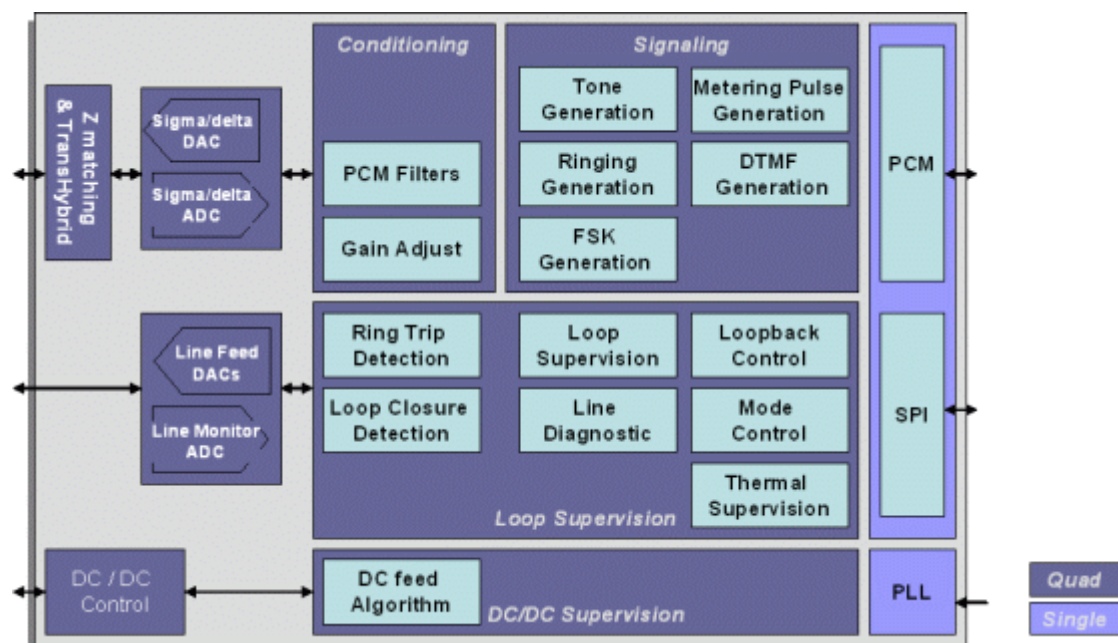 Conditioning
Signaling
Z matching
& TransHybrid
Sigma/delta
DAC
Sigma/delta
ADC
PCM Filters
Gain Adjust
Tone
Generation
Metering Pulse
Generation
Ringing
Generation
DTMF
Generation
FSK
Generation
PCM
Line Feed
DACs
Line Monitor
ADC
Ring Trip
Detection
Loop Closure
Detection
Loop
Supervision
Line
Diagnostic
Loopback
Control
Mode
Control
Thermal
Supervision
Loop Supervision
SPI
DC / DC
Control
DC feed
Algorithm
DC/DC Supervision
PLL
Quad
Single